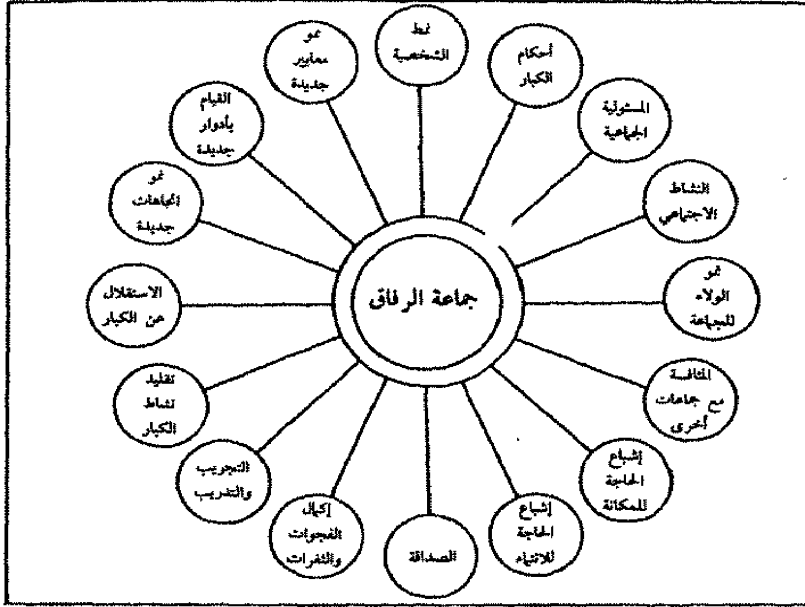 جماعة الرفاق
نمط
الشخصية
أحكام
الكبار
المسئولية
الجماعية
النشاط
الاجتماعي
نمو
الولاء
للجماعة
المنافسة
مع جماعات
أخرى
إشباع
الحاجة
للمكانة
إشباع
الحاجة
للانتماء
الصداقة
إكمال
الفجوات
والثغرات
التجريب
والتدريب
تقليد
نشاط
الكبار
الاستقلال
عن الكبار
نمو
اتجاهات
جديدة
القيام
بأدوار
جديدة
نمو
معايير
جديدة